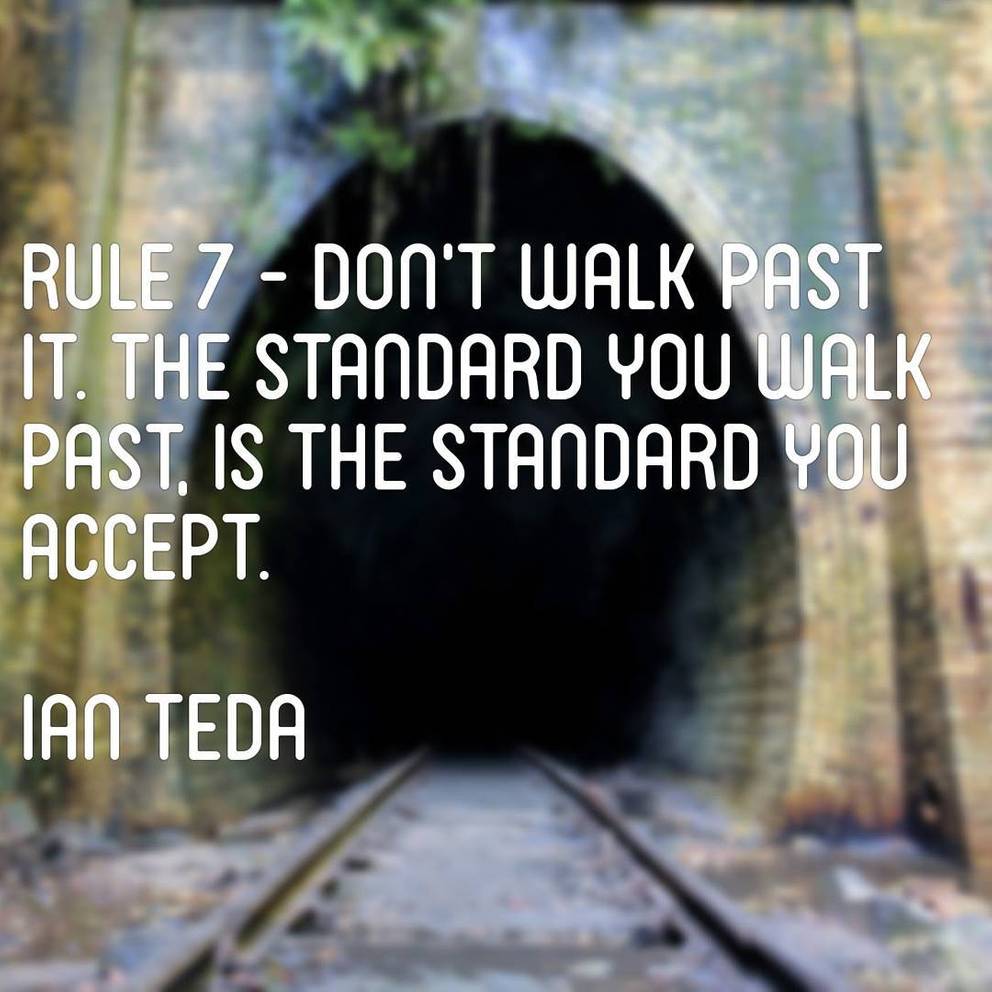 RULE 7 - DON'T WALK PAST
IT. THE STANDARD YOU WALK
PAST, IS THE STANDARD YOU
ACCEPT.
IAN TEDA